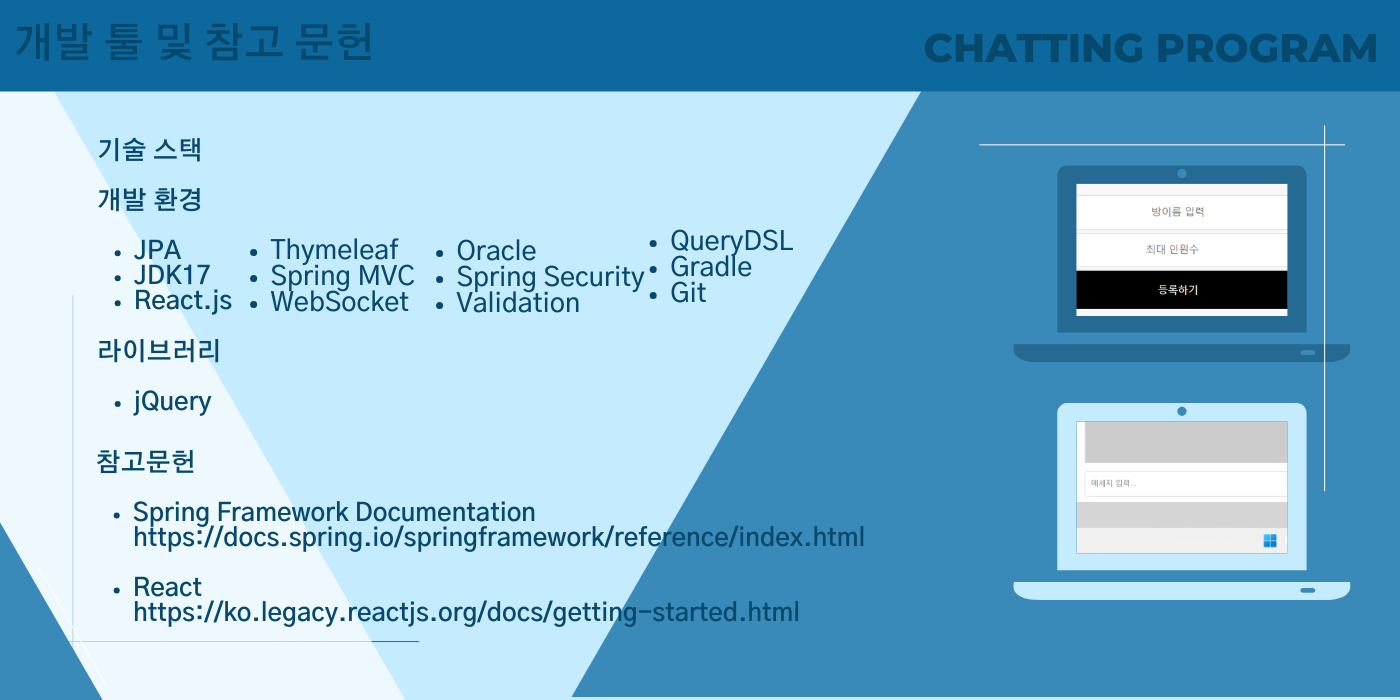 개발 툴 및 참고 문헌
CHATTING PROGRAM
기술 스택
개발 환경
• JPA
• JDK17
• React.js
• Thymeleaf
• Spring MVC
• WebSocket
• Oracle
• Spring Security
• Validation
• QueryDSL
• Gradle
• Git
라이브러리
• jQuery
참고문헌
• Spring Framework Documentation
https://docs.spring.io/springframework/reference/index.html
• React
https://ko.legacy.reactjs.org/docs/getting-started.html
방이름 입력
최대 인원수
등록하기
메세지 입력...